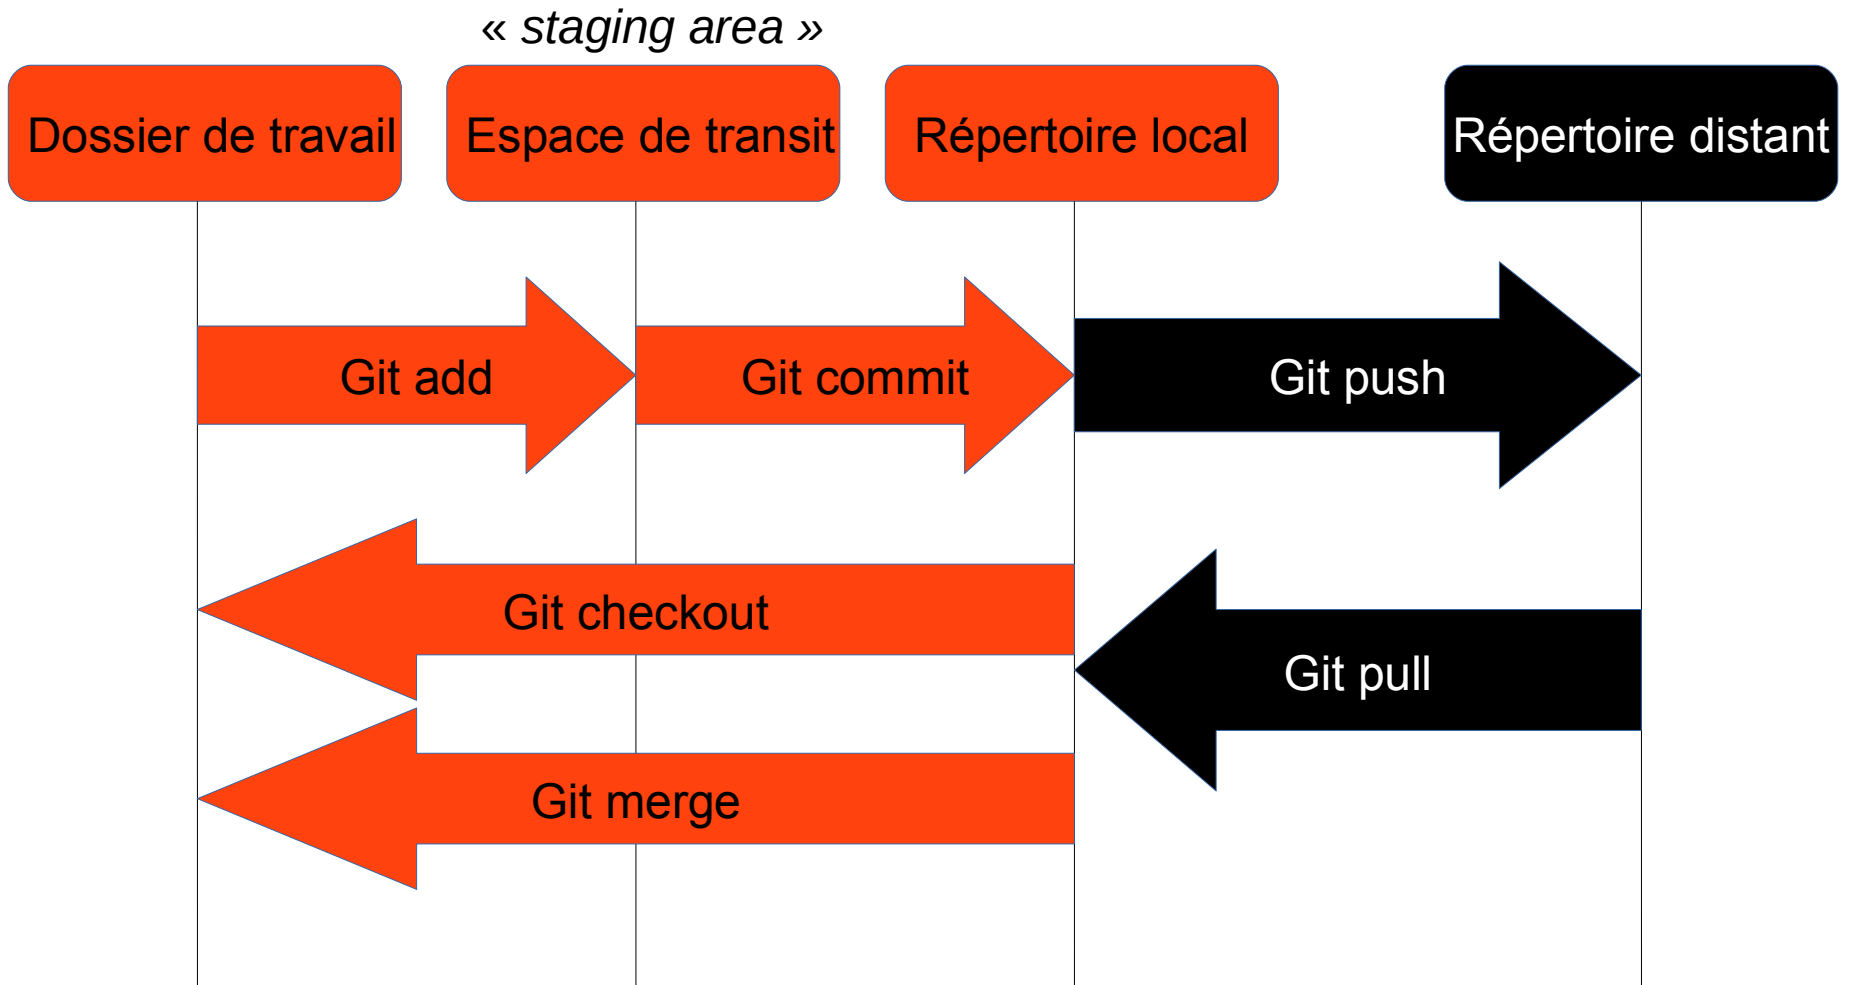 « staging area »
Dossier de travail
Espace de transit
Répertoire local
Répertoire distant
Git add
Git commit
Git push
Git checkout
Git pull
Git merge